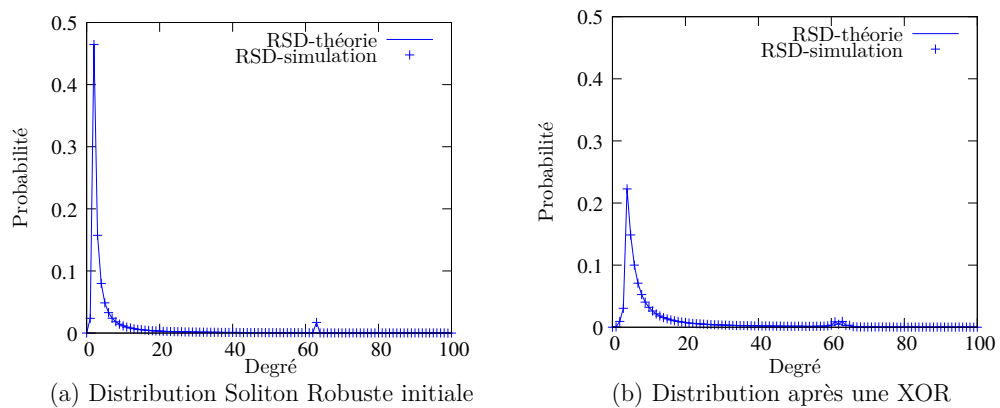 0.5
RSD-théorie
RSD-simulation
0.4
0.3
Probabilité
0.2
0.1
0
0 20 40 60 80 100
Degré
(a) Distribution Soliton Robuste initiale
0.5
RSD-théorie
RSD-simulation
0.4
0.3
Probabilité
0.2
0.1
0
0 20 40 60 80 100
Degré
(b) Distribution après une XOR